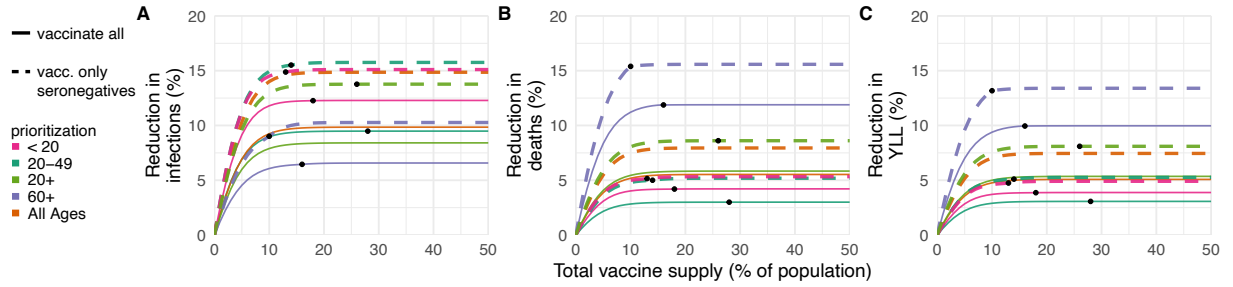 vaccinate all
vacc. only
seronegatives
prioritization
< 20
20–49
20+
60+
All Ages
A
Reduction in
infections (%)
20
15
10
5
0
0 10 20 30 40 50
B
Reduction in
deaths (%)
20
15
10
5
0
0 10 20 30 40 50
C
Reduction in
YLL (%)
20
15
10
5
0
0 10 20 30 40 50
Total vaccine supply (% of population)